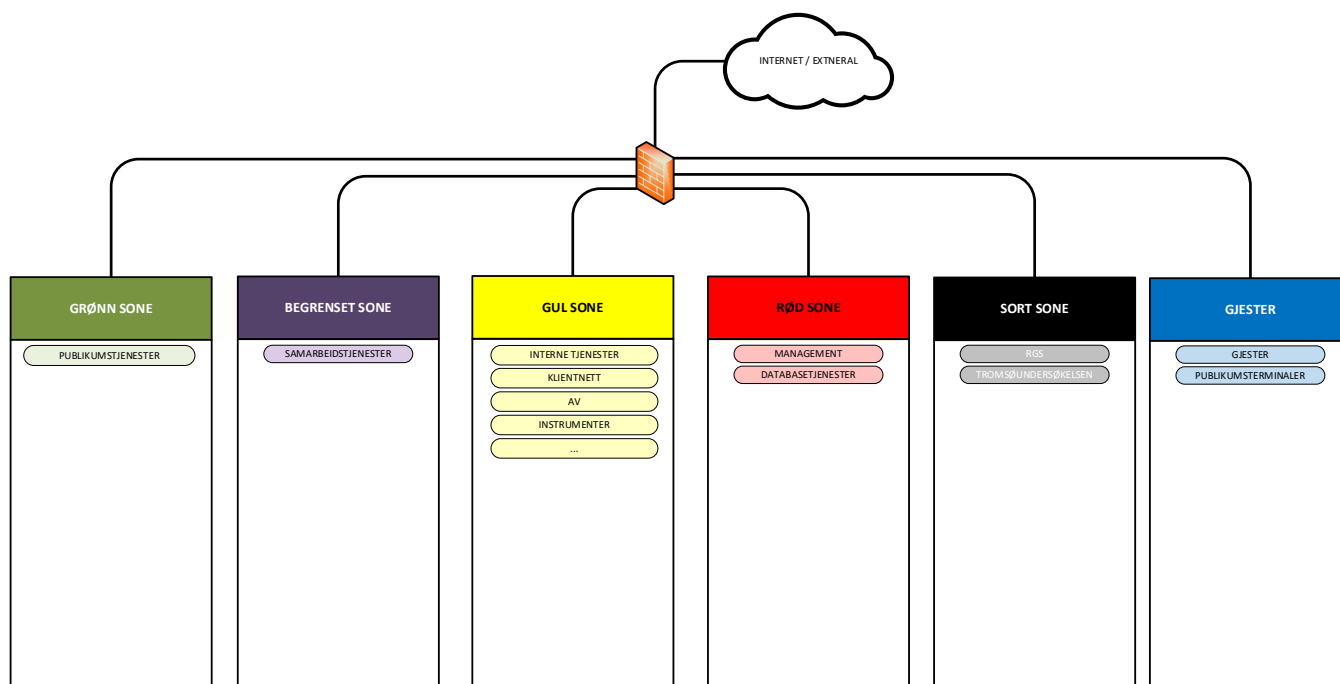 INTERNET / EXTNERAL
GRØNN SONE
PUBLIKUMSTJENESTER
BEGRENSET SONE
SAMARBEIDSTJENESTER
GUL SONE
INTERNE TJENESTER
KLIENTNETT
AV
INSTRUMENTER
...
RØD SONE
MANAGEMENT
DATABASETJENESTER
SORT SONE
RGS
TROMSØUNDERSØKELSEN
GJESTER
GJESTER
PUBLIKUMSTERMINALER